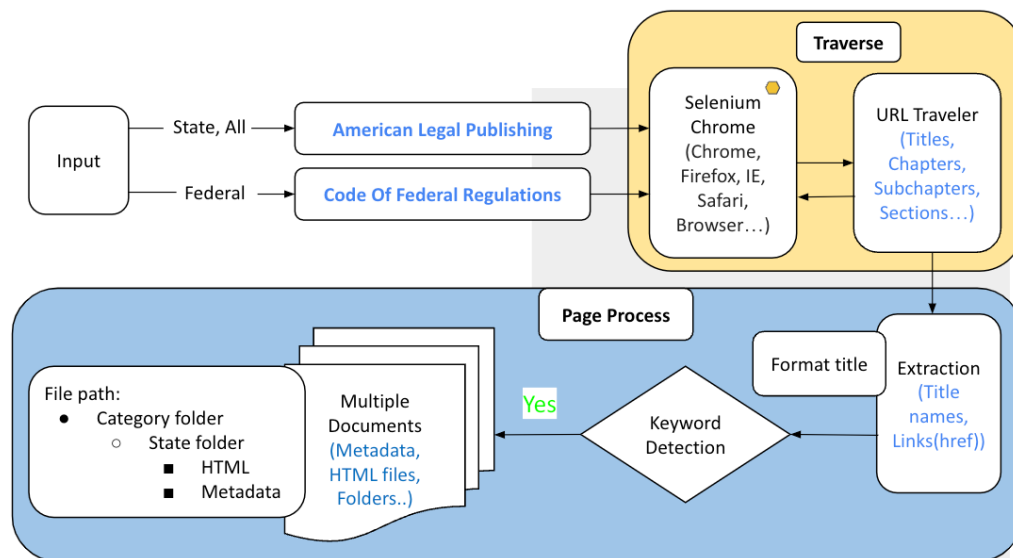 Traverse
Input
State, All
Federal
American Legal Publishing
Code Of Federal Regulations
Selenium
Chrome
(Chrome,
Firefox, IE,
Safari,
Browser…)
URL Traveler
(Titles,
Chapters,
Subchapters,
Sections…)
Page Process
File path:
● Category folder
○ State folder
■ HTML
■ Metadata
Multiple
Documents
(Metadata,
HTML files,
Folders..)
Yes
Keyword
Detection
Format title
Extraction
(Title
names,
Links(href))